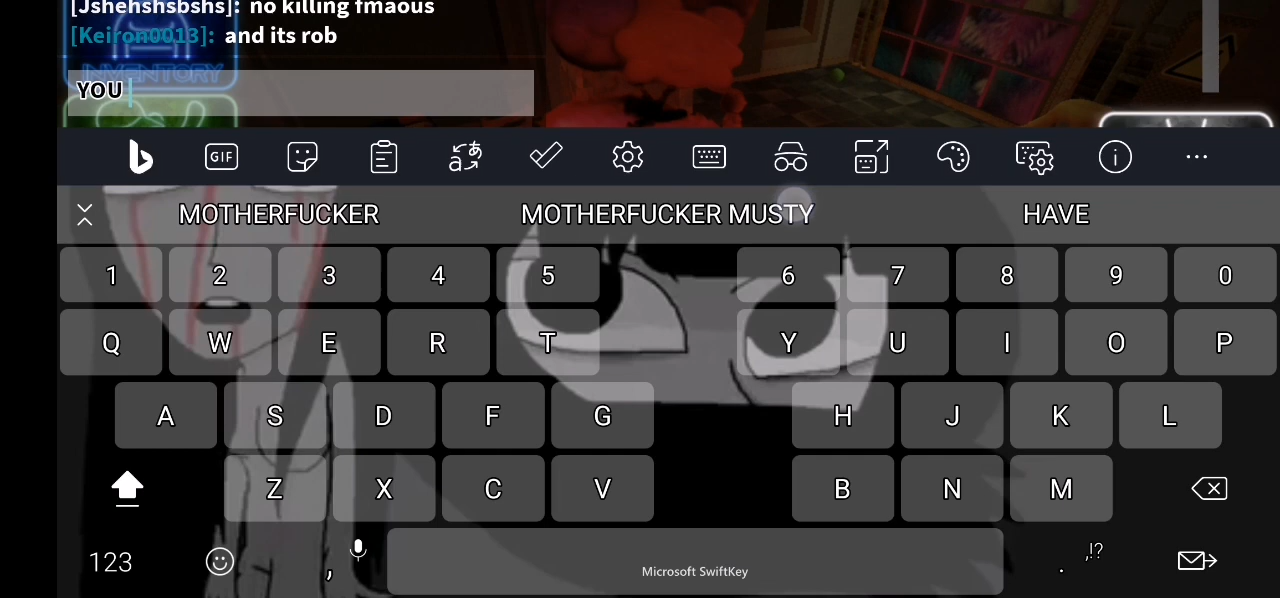 [Jshehshsbshs]: no killing fmaous
[Keiron0013]: and its rob
INVENTORY
YOU
GIF
MOTHERFUCKER MOTHERFUCKER MUSTY HAVE
1 2 3 4 5 6 7 8 9 0
Q W E R T Y U I O P
A S D F G H J K L
Z X C V B N M
123 , Microsoft SwiftKey . ,!?